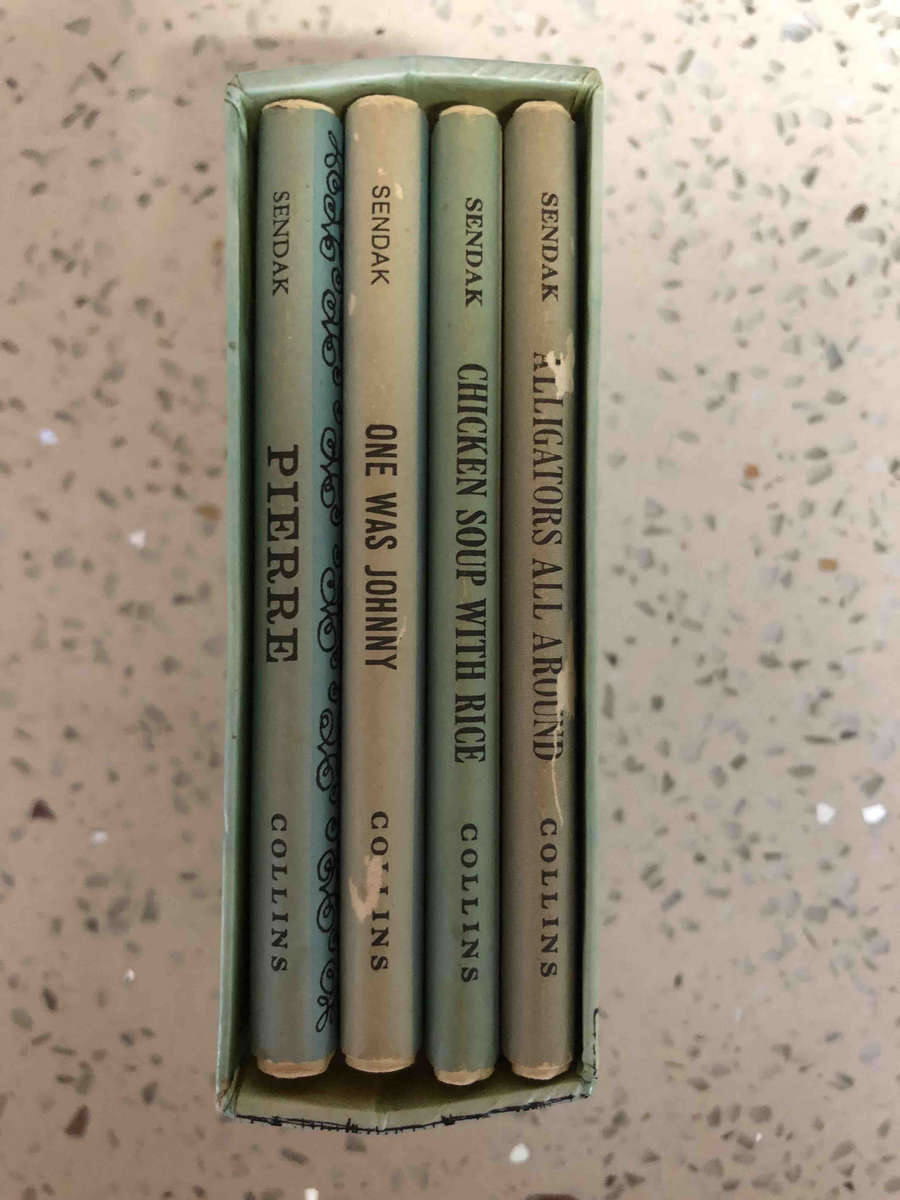 SENDAK PIERRE COLLINS
SENDAK ONE WAS JOHNNY COLLINS
SENDAK CHICKEN SOUP WITH RICE COLLINS
SENDAK ALLIGATORS ALL AROUND COLLINS